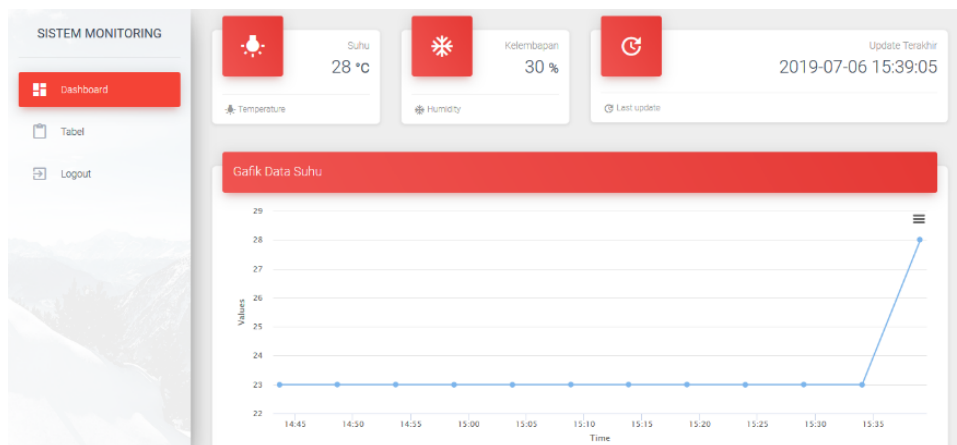 SISTEM MONITORING
Dashboard
Tabel
Logout
Suhu
28 °C
Temperature
Kelembapan
30 %
Humidity
Update Terakhir
2019-07-06 15:39:05
Last update
Gafik Data Suhu
29
28
27
26
25
24
23
22
Values
14:45 14:50 14:55 15:00 15:05 15:10 15:15 15:20 15:25 15:30 15:35
Time